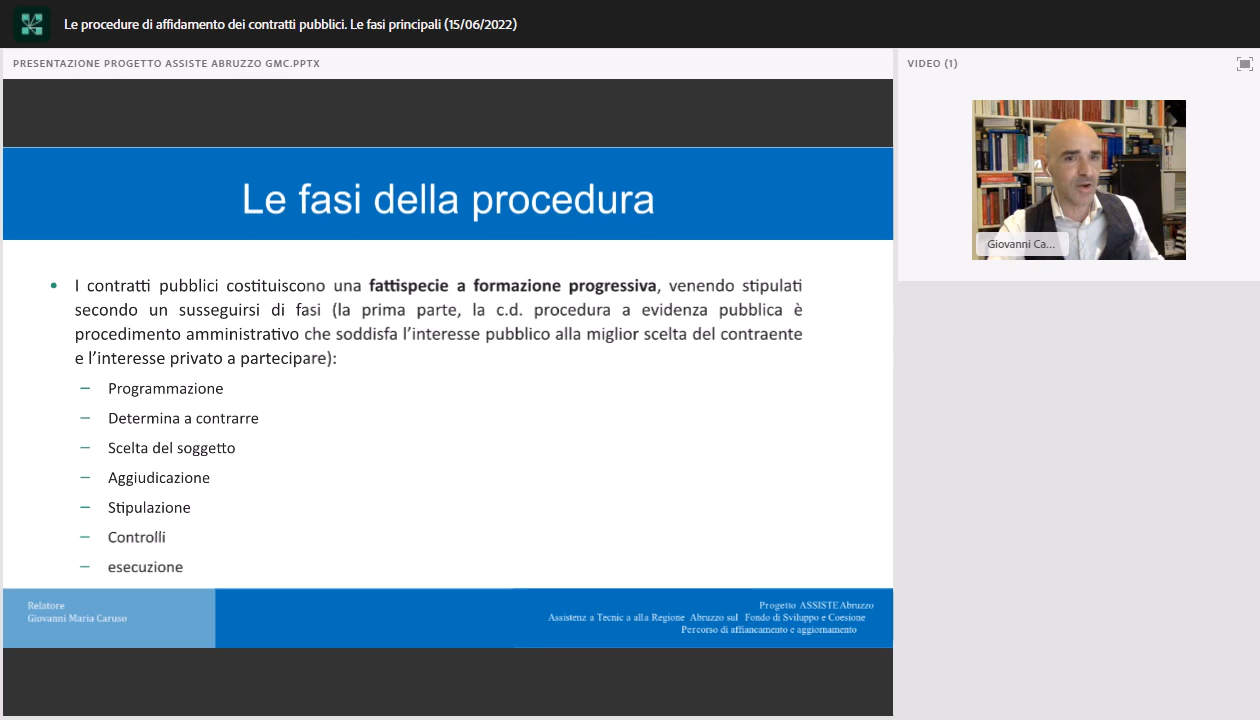 Le procedure di affidamento dei contratti pubblici. Le fasi principali (15/06/2022)
PRESENTAZIONE PROGETTO ASSISTE ABRUZZO GMC.PPTX
VIDEO (1)
Giovanni Ca...
Le fasi della procedura
• I contratti pubblici costituiscono una fattispecie a formazione progressiva, venendo stipulati
secondo un susseguirsi di fasi (la prima parte, la c.d. procedura a evidenza pubblica è
procedimento amministrativo che soddisfa l'interesse pubblico alla miglior scelta del contraente
e l'interesse privato a partecipare):
– Programmazione
– Determina a contrarre
– Scelta del soggetto
– Aggiudicazione
– Stipulazione
– Controlli
– esecuzione
Relatore
Giovanni Maria Caruso
Progetto ASSISTE Abruzzo
Assistenz a Tecnic a alla Regione Abruzzo sul Fondo di Sviluppo e Coesione
Percorso di affiancamento e aggiornamento